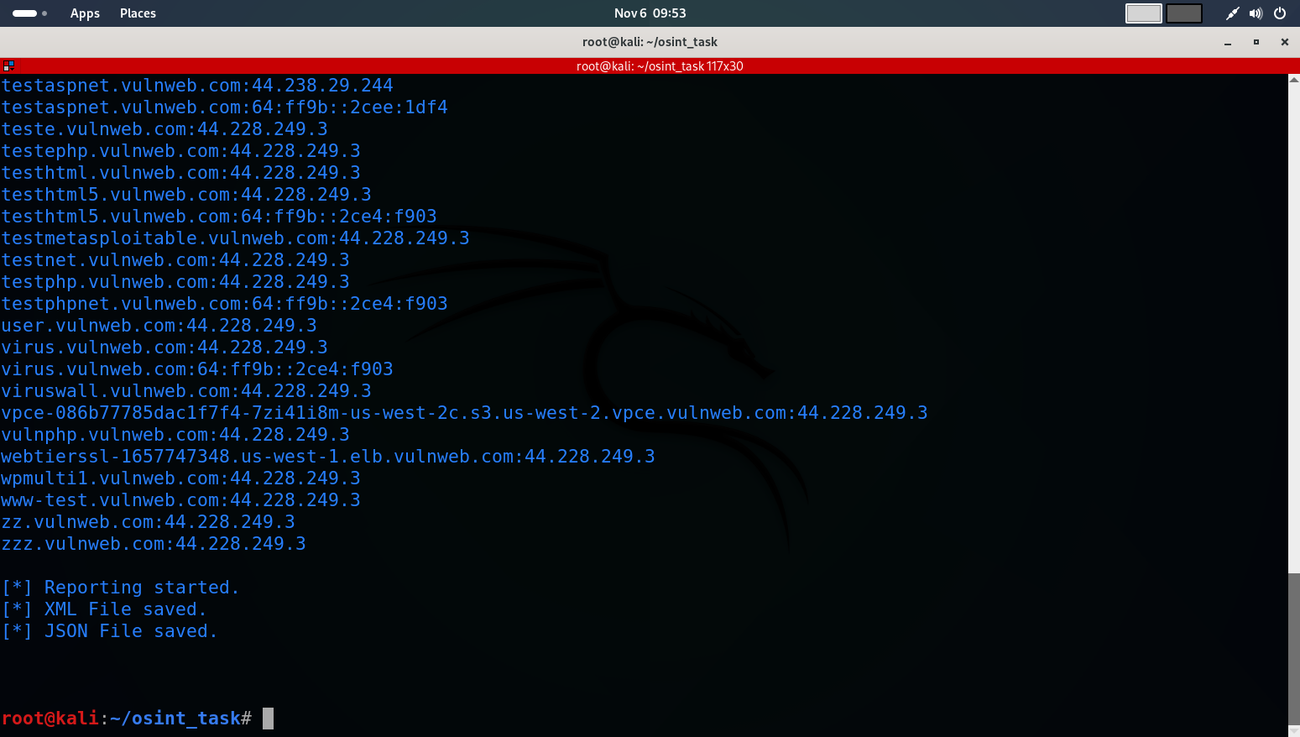 Apps Places Nov 6 09:53
root@kali: ~/osint_task
root@kali: ~/osint_task 117x30
testaspnet.vulnweb.com:44.238.29.244
testaspnet.vulnweb.com:64:ff9b::2cee:1df4
teste.vulnweb.com:44.228.249.3
testephp.vulnweb.com:44.228.249.3
testhtml.vulnweb.com:44.228.249.3
testhtml5.vulnweb.com:44.228.249.3
testhtml5.vulnweb.com:64:ff9b::2ce4:f903
testmetasploitable.vulnweb.com:44.228.249.3
testnet.vulnweb.com:44.228.249.3
testphp.vulnweb.com:44.228.249.3
testphpnet.vulnweb.com:64:ff9b::2ce4:f903
user.vulnweb.com:44.228.249.3
virus.vulnweb.com:44.228.249.3
virus.vulnweb.com:64:ff9b::2ce4:f903
viruswall.vulnweb.com:44.228.249.3
vpce-086b77785dac1f7f4-7zi41i8m-us-west-2c.s3.us-west-2.vpce.vulnweb.com:44.228.249.3
vulnphp.vulnweb.com:44.228.249.3
webtierssl-1657747348.us-west-1.elb.vulnweb.com:44.228.249.3
wpmulti1.vulnweb.com:44.228.249.3
www-test.vulnweb.com:44.228.249.3
zz.vulnweb.com:44.228.249.3
zzz.vulnweb.com:44.228.249.3
[*] Reporting started.
[*] XML File saved.
[*] JSON File saved.
root@kali:~/osint_task#